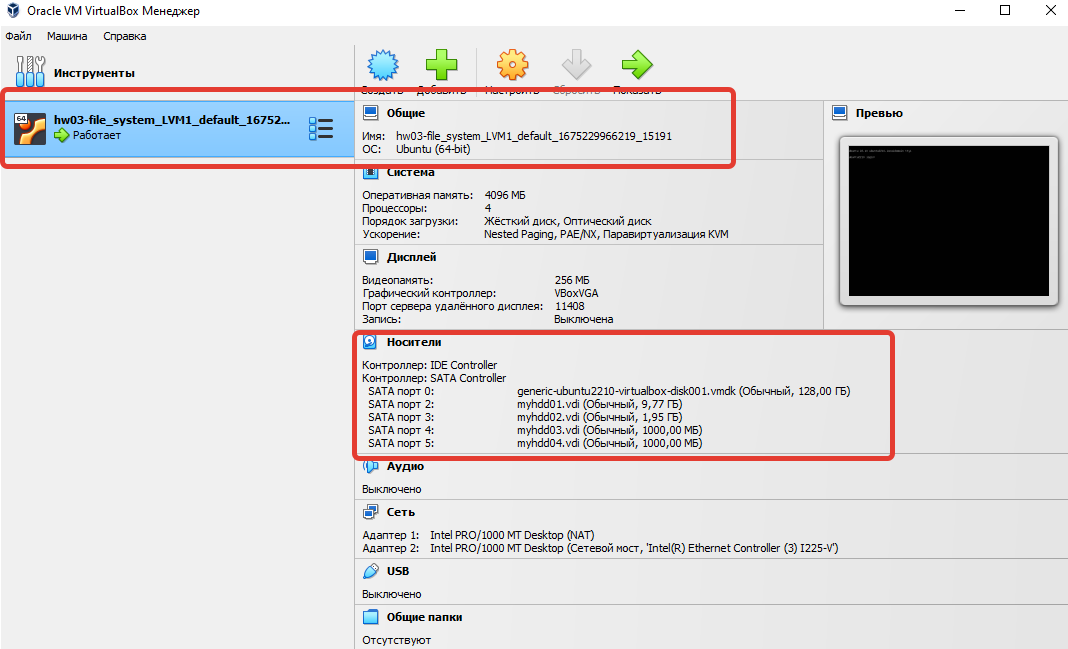 Oracle VM VirtualBox Менеджер
Файл Машина Справка
Инструменты
Создать Добавить Настроить Сбросить Показать
64
hw03-file_system_LVM1_default_16752...
Работает
Общие
Имя: hw03-file_system_LVM1_default_1675229966219_15191
ОС: Ubuntu (64-bit)
Превью
Система
Оперативная память: 4096 МБ
Процессоры: 4
Порядок загрузки: Жёсткий диск, Оптический диск
Ускорение: Nested Paging, PAE/NX, Паравиртуализация KVM
Дисплей
Видеопамять: 256 МБ
Графический контроллер: VBoxVGA
Порт сервера удалённого дисплея: 11408
Запись: Выключена
Носители
Контроллер: IDE Controller
Контроллер: SATA Controller
SATA порт 0: generic-ubuntu2210-virtualbox-disk001.vmdk (Обычный, 128,00 ГБ)
SATA порт 2: myhdd01.vdi (Обычный, 9,77 ГБ)
SATA порт 3: myhdd02.vdi (Обычный, 1,95 ГБ)
SATA порт 4: myhdd03.vdi (Обычный, 1000,00 МБ)
SATA порт 5: myhdd04.vdi (Обычный, 1000,00 МБ)
Аудио
Выключено
Сеть
Адаптер 1: Intel PRO/1000 MT Desktop (NAT)
Адаптер 2: Intel PRO/1000 MT Desktop (Сетевой мост, 'Intel(R) Ethernet Controller (3) I225-V')
USB
Выключено
Общие папки
Отсутствуют